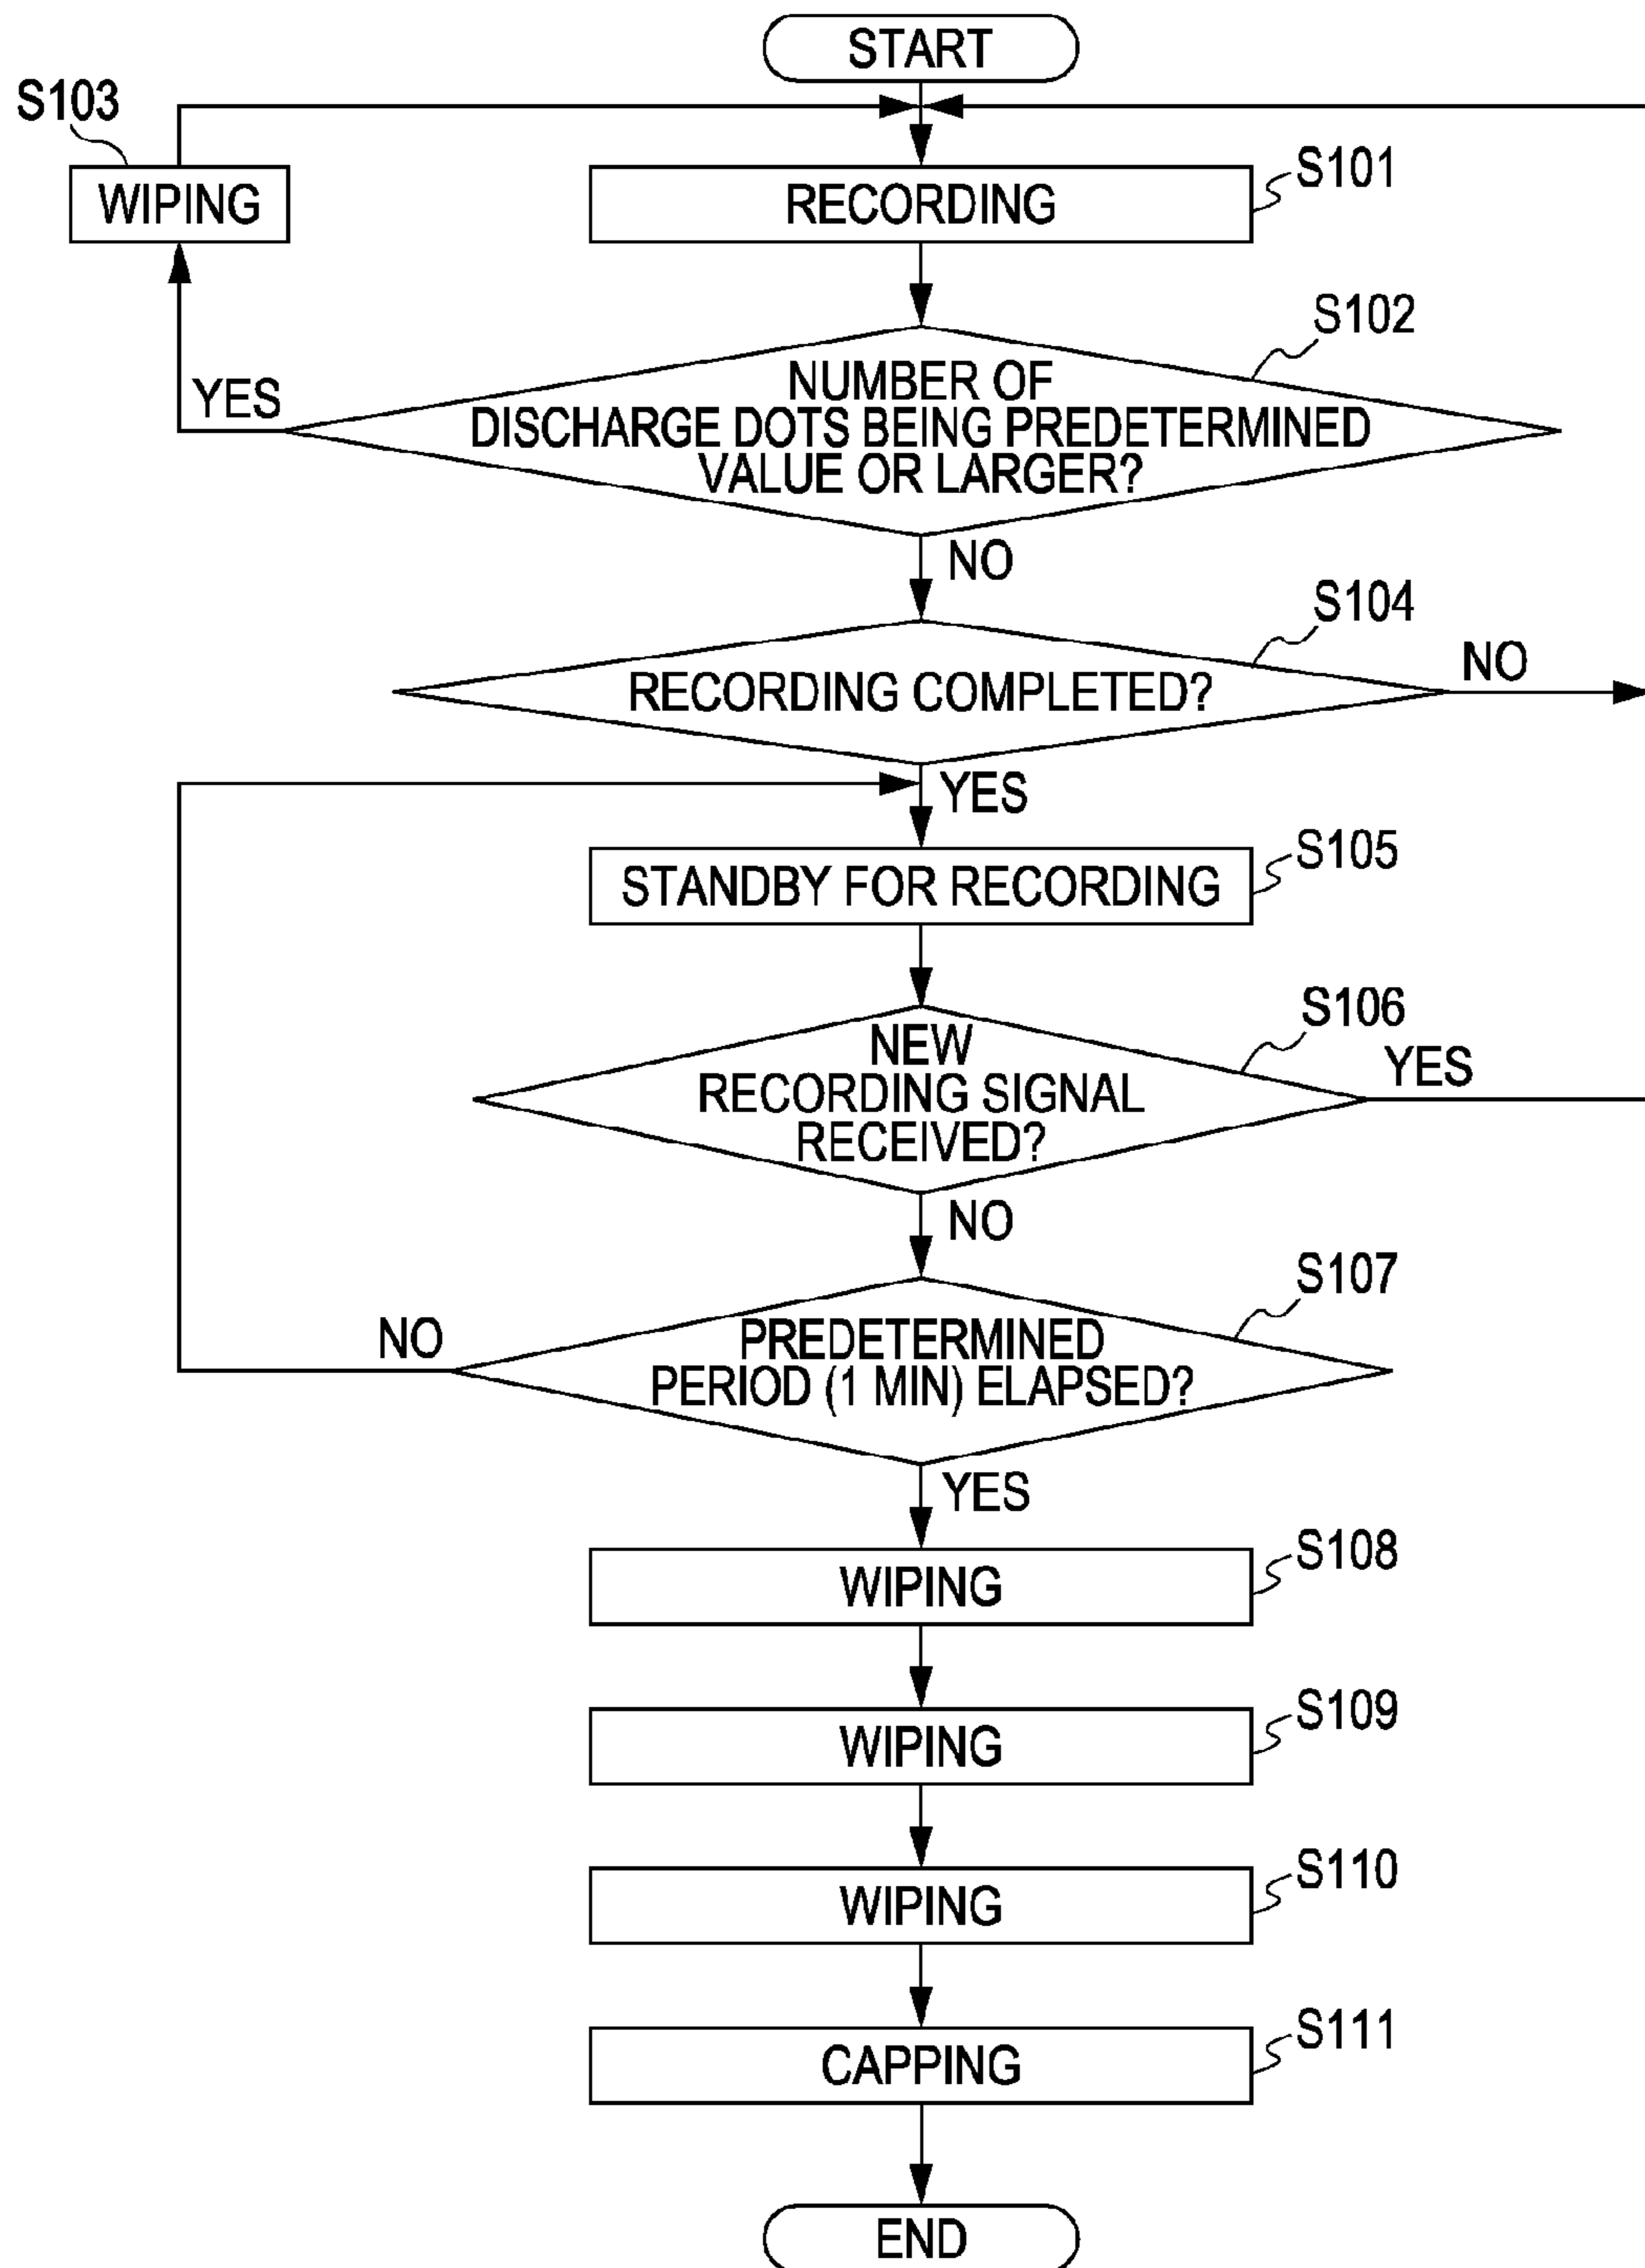 START
S103
WIPING
RECORDING
S101
S102
NUMBER OF
DISCHARGE DOTS BEING PREDETERMINED
VALUE OR LARGER?
YES
NO
S104
RECORDING COMPLETED?
NO
YES
STANDBY FOR RECORDING
S105
S106
NEW
RECORDING SIGNAL
RECEIVED?
YES
NO
S107
PREDETERMINED
PERIOD (1 MIN) ELAPSED?
NO
YES
WIPING
S108
WIPING
S109
WIPING
S110
CAPPING
S111
END